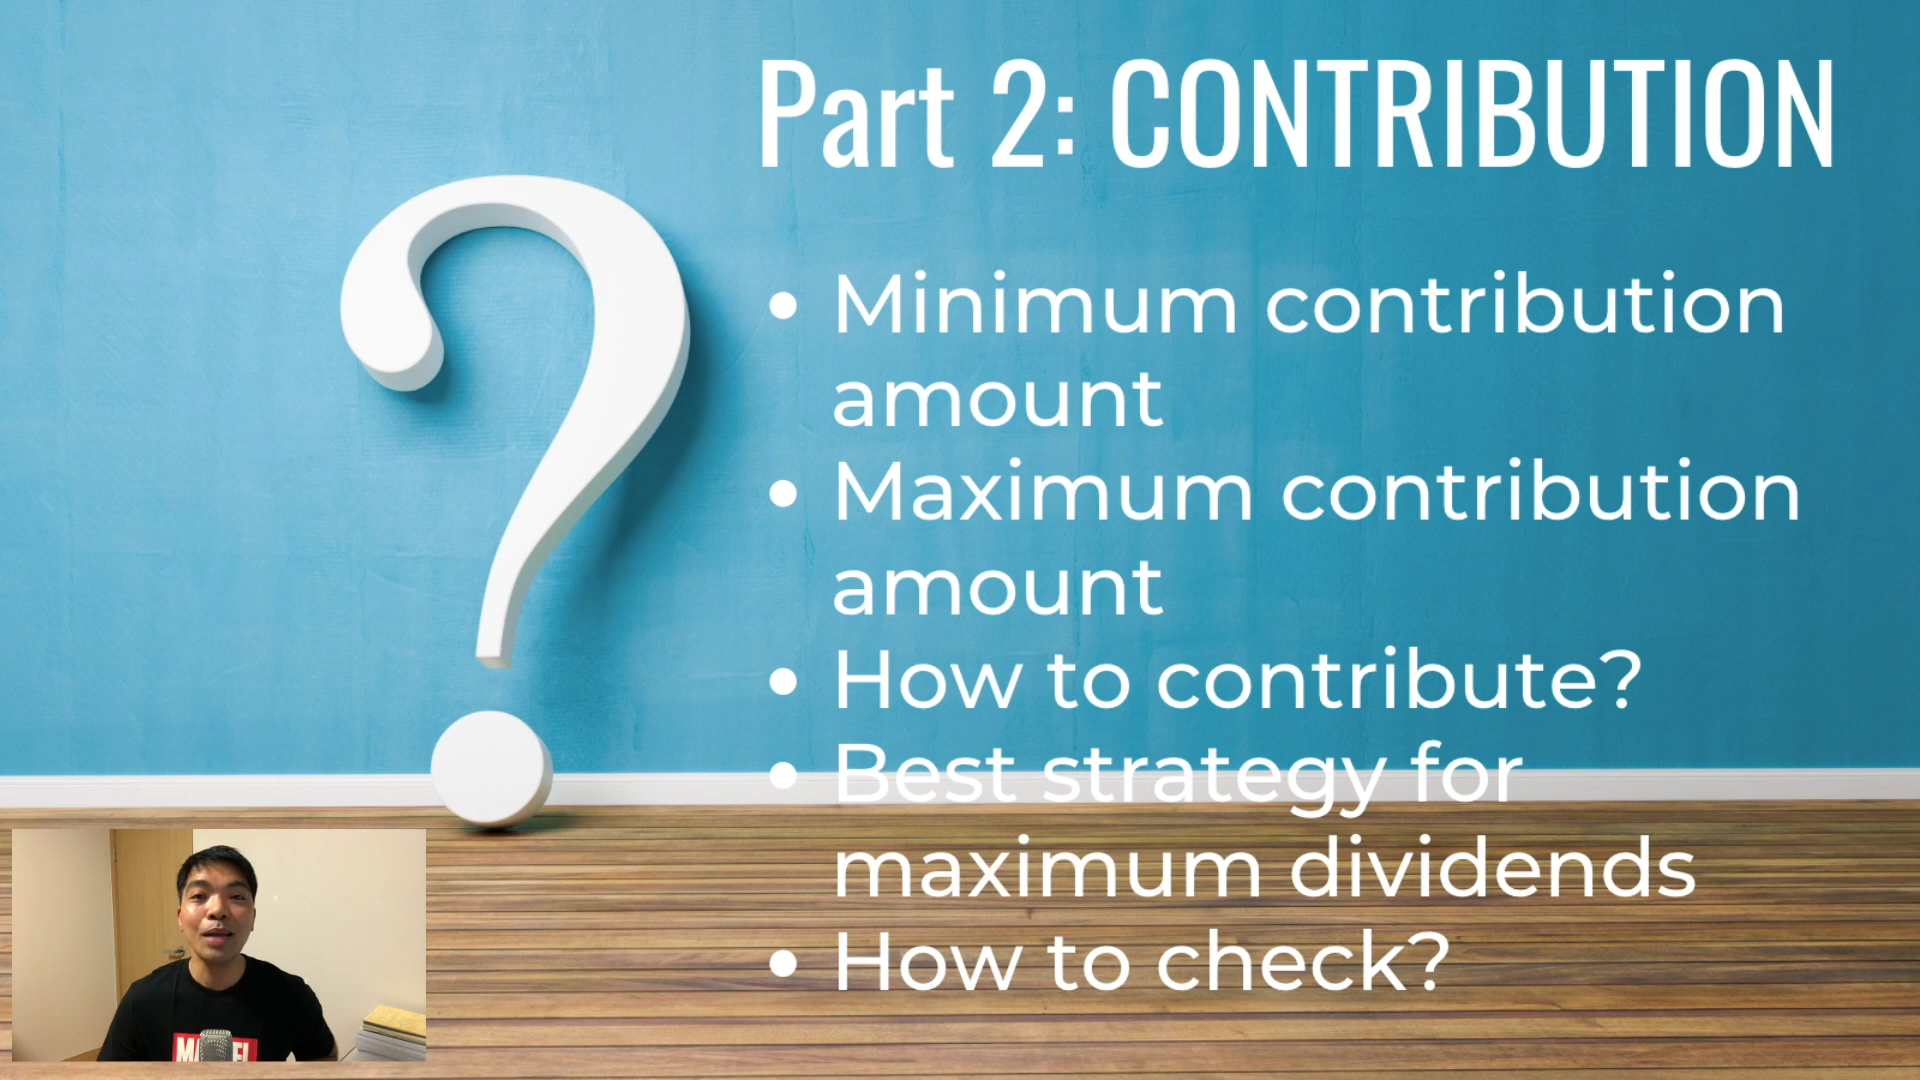 Part 2: CONTRIBUTION
• Minimum contribution
amount
• Maximum contribution
amount
• How to contribute?
• Best strategy for
maximum dividends
• How to check?